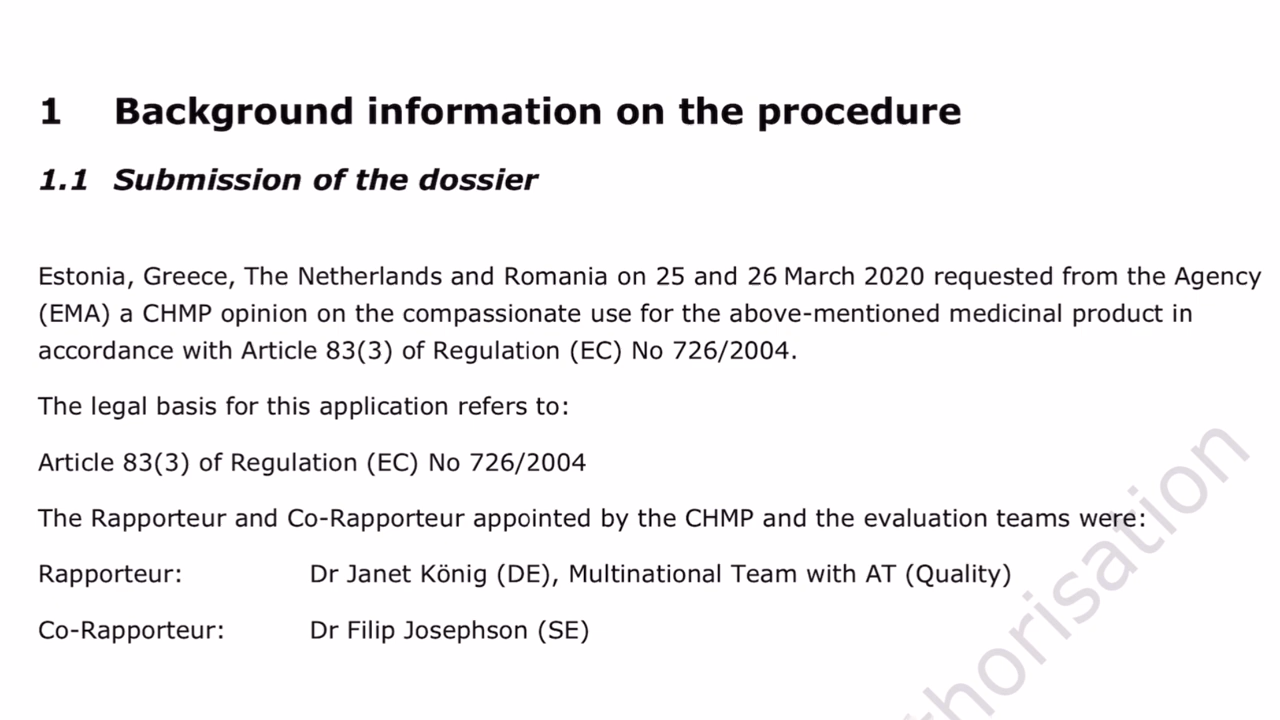 1 Background information on the procedure
1.1 Submission of the dossier
Estonia, Greece, The Netherlands and Romania on 25 and 26 March 2020 requested from the Agency
(EMA) a CHMP opinion on the compassionate use for the above-mentioned medicinal product in
accordance with Article 83(3) of Regulation (EC) No 726/2004.
The legal basis for this application refers to:
Article 83(3) of Regulation (EC) No 726/2004
The Rapporteur and Co-Rapporteur appointed by the CHMP and the evaluation teams were:
Rapporteur: Dr Janet König (DE), Multinational Team with AT (Quality)
Co-Rapporteur: Dr Filip Josephson (SE)
thorisation